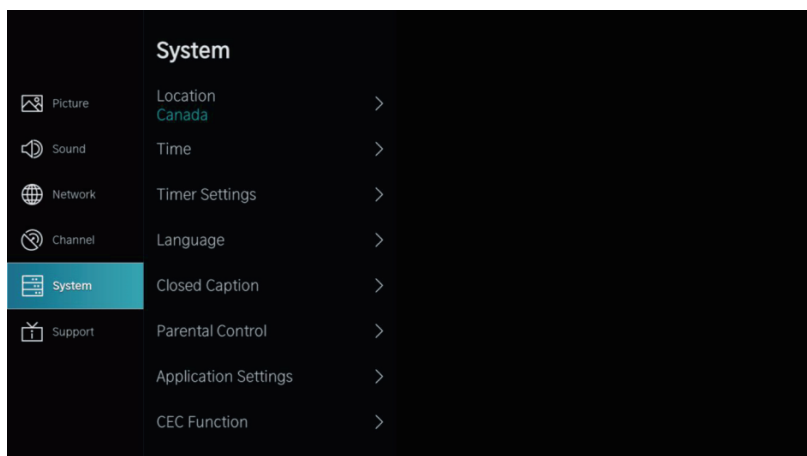 System
Picture
Sound
Network
Channel
System
Support
Location
Canada
Time
Timer Settings
Language
Closed Caption
Parental Control
Application Settings
CEC Function